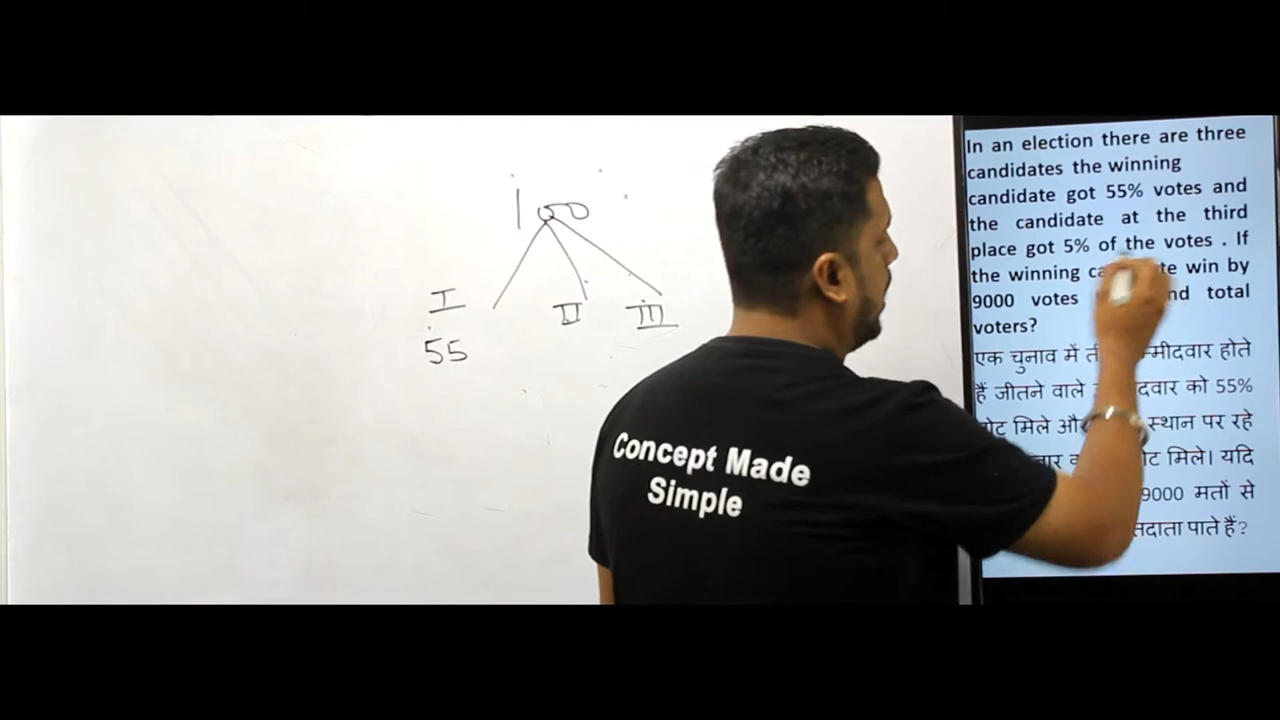 100
I
II
III
55
Concept Made
Simple
In an election there are three
candidates the winning
candidate got 55% votes and
the candidate at the third
place got 5% of the votes . If
the winning win by
9000 votes total
voters?
एक चुनाव में होते
हैं जीतने वाले को 55%
मिले स्थान पर रहे
मिले। यदि
9000 मतों से
पाते हैं?